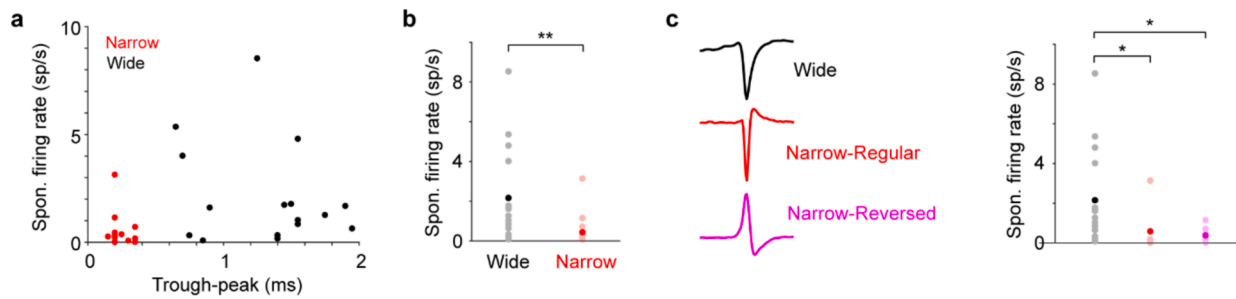 a
Spon. firing rate (sp/s)
10
5
0
Narrow
Wide
0
1
2
Trough-peak (ms)
b
Spon. firing rate (sp/s)
8
4
0
**
Wide
Narrow
c
Wide
Narrow-Regular
Narrow-Reversed
Spon. firing rate (sp/s)
8
4
0
*
*